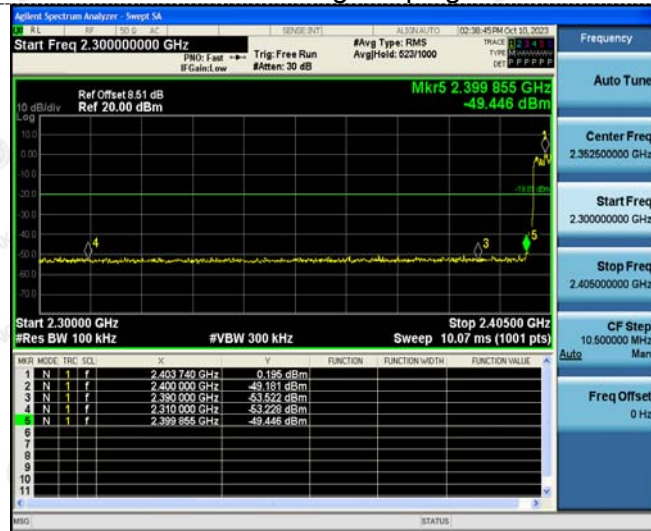 Agilent Spectrum Analyzer - Swept SA
RL RF 50 Ω AC SENSE:INT ALIGNAUTO 02:38:45 PM Oct 10, 2023
Start Freq 2.300000000 GHz
PNO: Fast
IFGain:Low
Trig: Free Run
#Atten: 30 dB
#Avg Type: RMS
Avg|Hold: 523/1000
TRACE 1 2 3 4 5 6
TYPE
DET P P P P P P
Ref Offset 8.51 dB
Ref 20.00 dBm
10 dB/div
Log
Mkr5 2.399 855 GHz
-49.446 dBm
10.0
0.00
-10.0
-20.0
-30.0
-40.0
-50.0
-60.0
-70.0
1
4
3
5
Start 2.30000 GHz
Stop 2.40500 GHz
#Res BW 100 kHz
#VBW 300 kHz
Sweep 10.07 ms (1001 pts)
MKR MODE TRC SCL X Y FUNCTION FUNCTION WIDTH FUNCTION VALUE
1 N 1 f 2.403 740 GHz 0.195 dBm
2 N 1 f 2.400 000 GHz -49.181 dBm
3 N 1 f 2.390 000 GHz -53.522 dBm
4 N 1 f 2.310 000 GHz -53.228 dBm
5 N 1 f 2.399 855 GHz -49.446 dBm
6
7
8
9
10
11
MSG STATUS
Frequency
Auto Tune
Center Freq
2.352500000 GHz
Start Freq
2.300000000 GHz
Stop Freq
2.405000000 GHz
CF Step
10.500000 MHz
Auto Man
Freq Offset
0 Hz